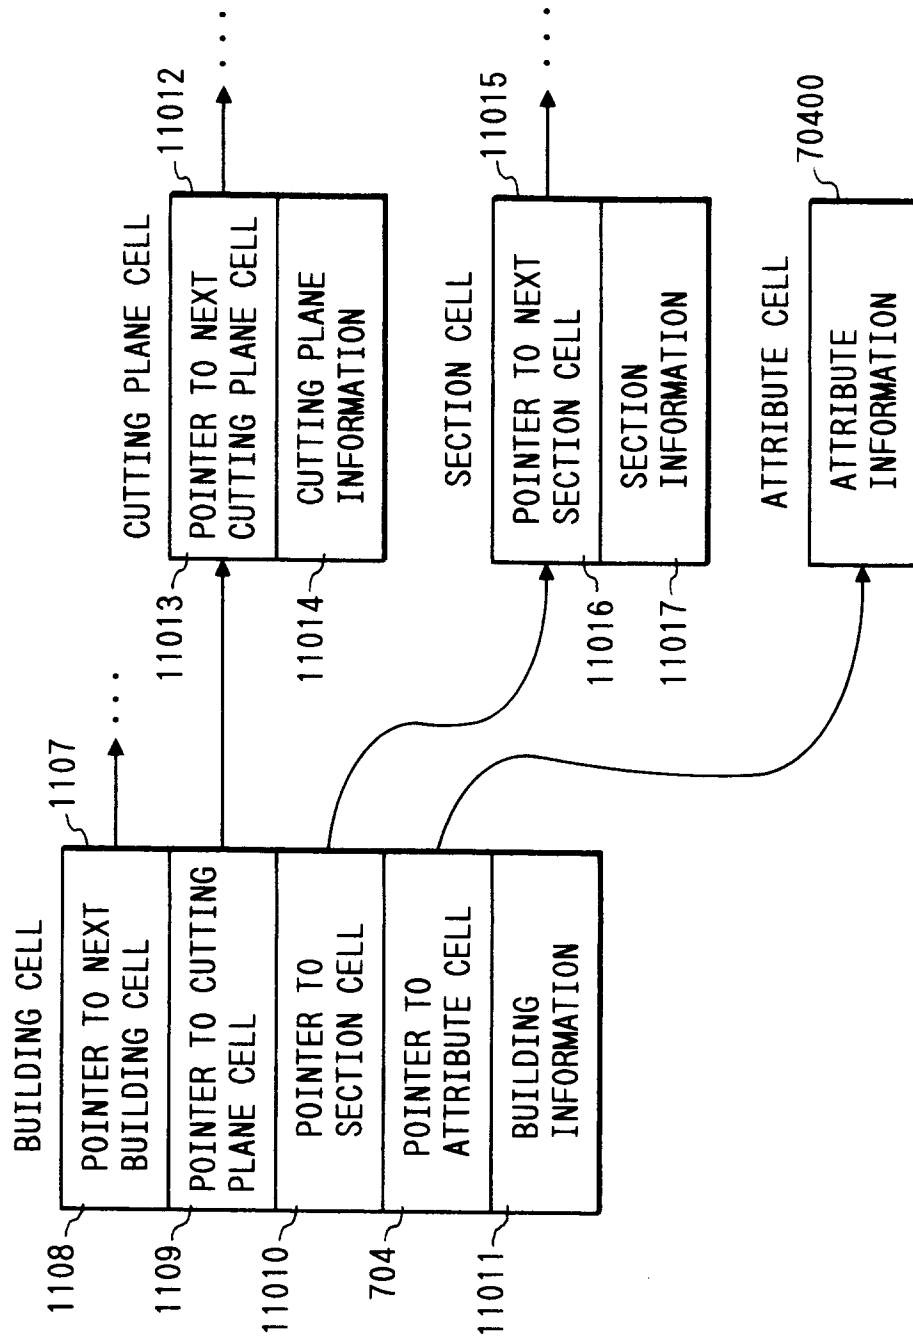 BUILDING CELL
1107
1108
POINTER TO NEXT
BUILDING CELL
. . .
1109
POINTER TO CUTTING
PLANE CELL
11010
POINTER TO
SECTION CELL
704
POINTER TO
ATTRIBUTE CELL
11011
BUILDING
INFORMATION
CUTTING PLANE CELL
11012
11013
POINTER TO NEXT
CUTTING PLANE CELL
. . .
11014
CUTTING PLANE
INFORMATION
SECTION CELL
11015
POINTER TO NEXT
SECTION CELL
. . .
11016
SECTION
INFORMATION
11017
ATTRIBUTE CELL
70400
ATTRIBUTE
INFORMATION